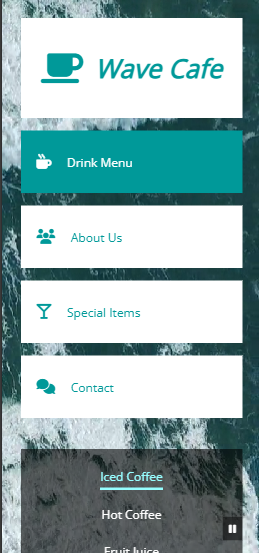 Wave Cafe
Drink Menu
About Us
Special Items
Contact
Iced Coffee
Hot Coffee
Fruit Juice